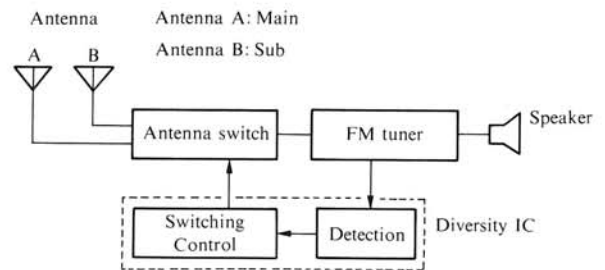 Antenna
Antenna A: Main
Antenna B: Sub
A
B
Antenna switch
FM tuner
Speaker
Switching
Control
Detection
Diversity IC